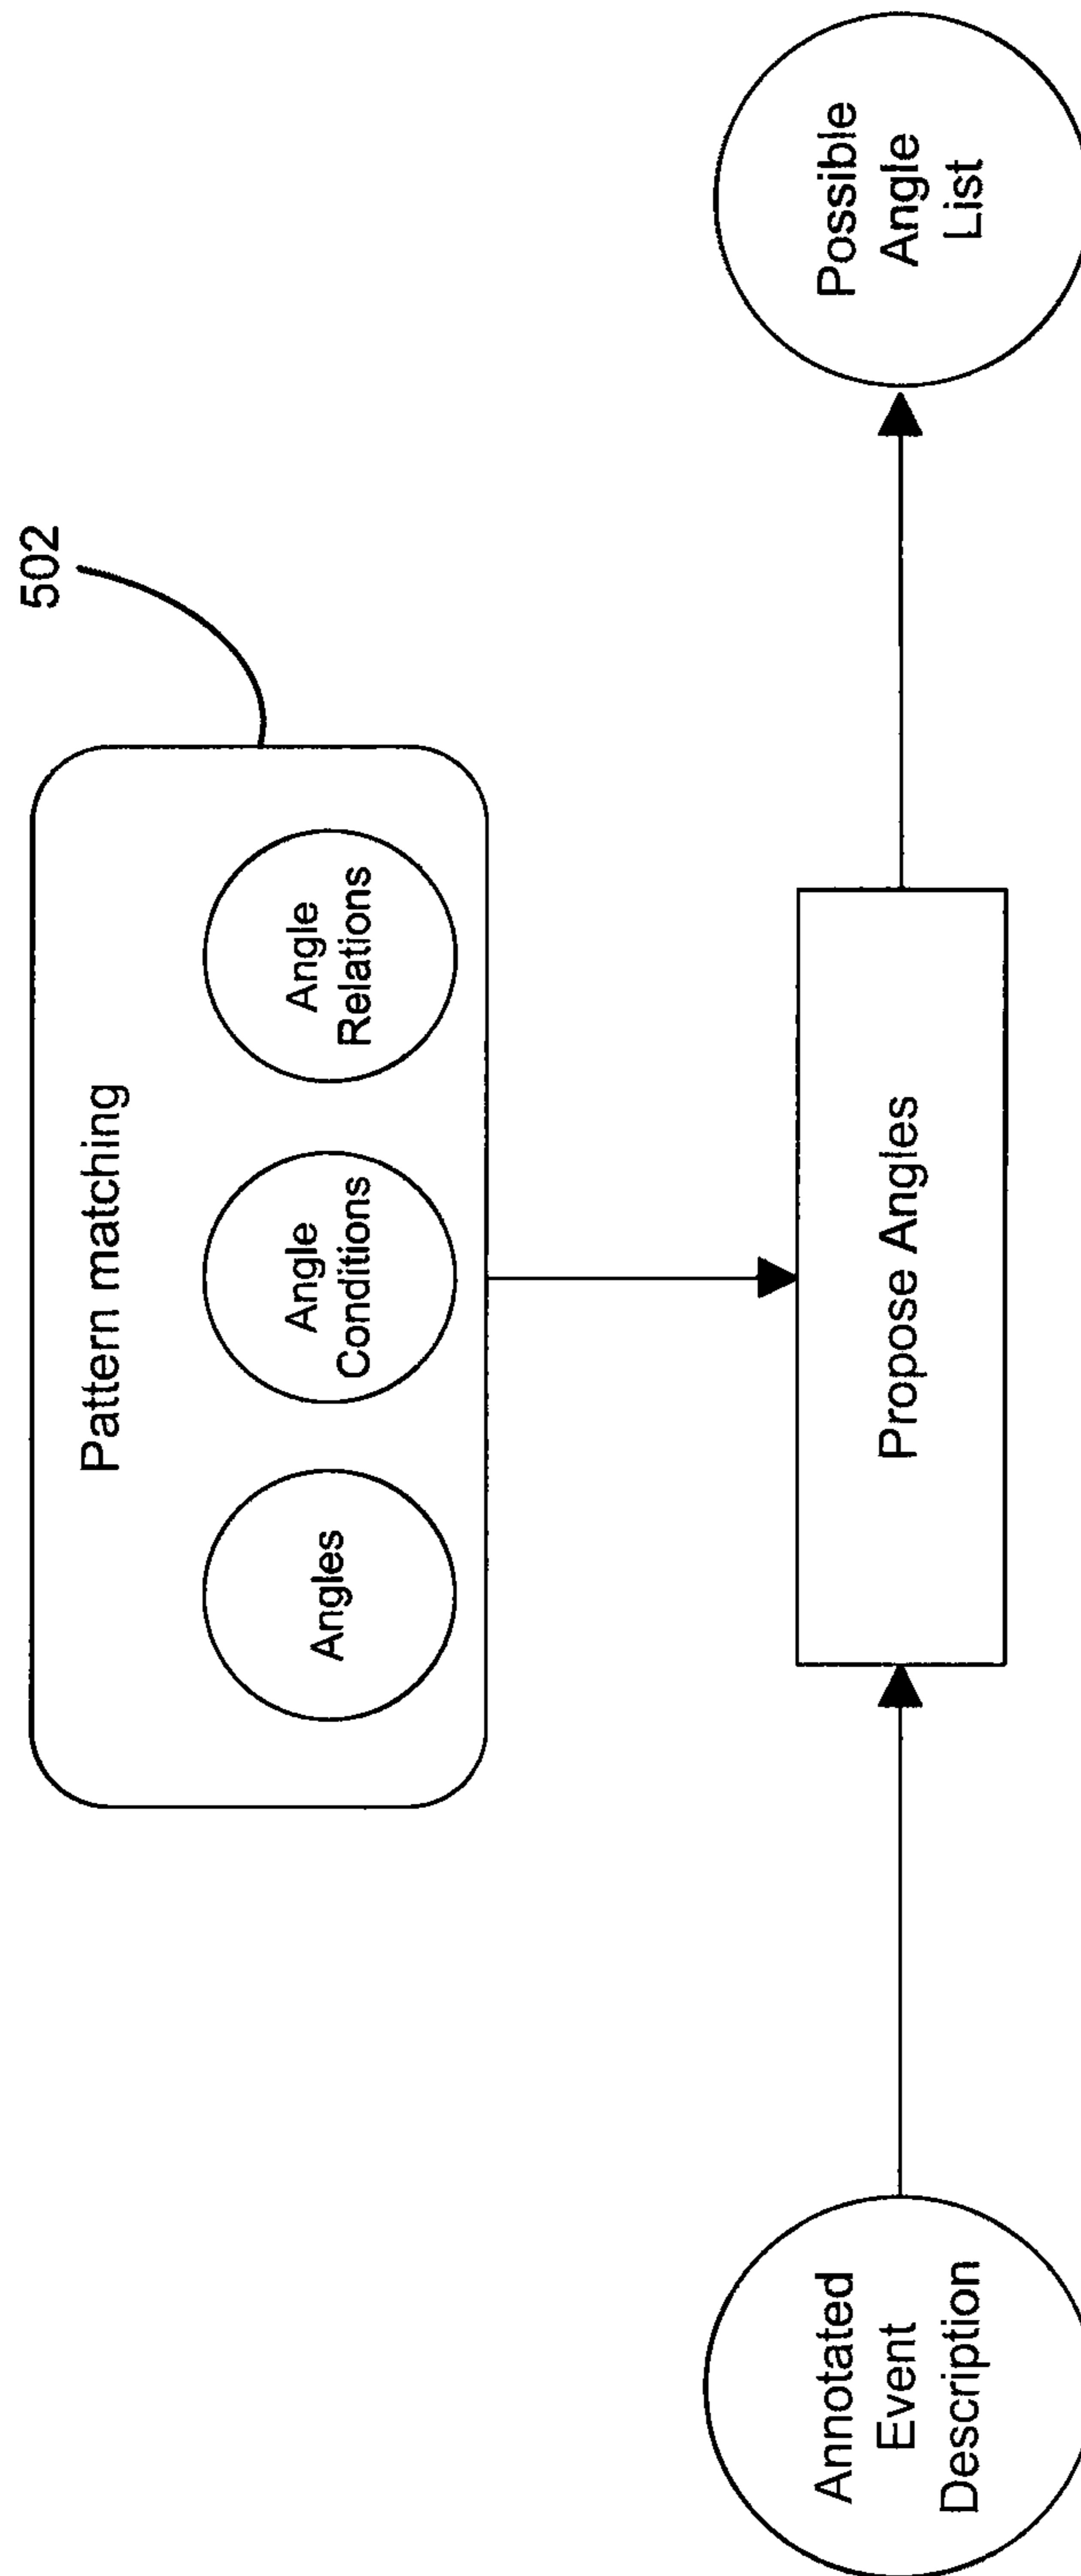 502
Pattern matching
Angles
Angle
Conditions
Angle
Relations
Annotated
Event
Description
Propose Angles
Possible
Angle
List